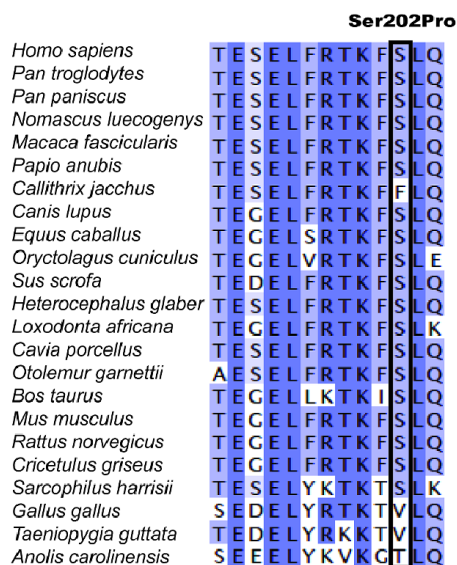 Ser202Pro
Homo sapiens TESELFRTKFSLQ
Pan troglodytes TESELFRTKFSLQ
Pan paniscus TESELFRTKFSLQ
Nomascus luecogenys TESELFRTKFSLQ
Macaca fascicularis TESELFRTKFSLQ
Papio anubis TESELFRTKFSLQ
Callithrix jacchus TESELFRTKFFLQ
Canis lupus TEGELFRTKFSLQ
Equus caballus TEGELSRTKFSLQ
Oryctolagus cuniculus TEGELVRTKFSLE
Sus scrofa TEDELFRTKFSLQ
Heterocephalus glaber TESELFRTKFSLQ
Loxodonta africana TEGELFRTKFSLK
Cavia porcellus TESELFRTKFSLQ
Otolemur garnettii AESELFRTKFSLQ
Bos taurus TEGELLKTKISLQ
Mus musculus TEGELFRTKFSLQ
Rattus norvegicus TEGELFRTKFSLQ
Cricetulus griseus TEGELFRTKFSLQ
Sarcophilus harrisii TESELYKTKTSLK
Gallus gallus SEDELYRTKTVLQ
Taeniopygia guttata TEDELYRKKTVLQ
Anolis carolinensis SEEELYKVKGTLQ